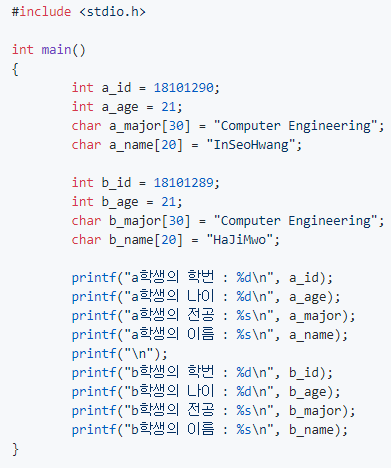 #include <stdio.h>
int main()
{
int a_id = 18101290;
int a_age = 21;
char a_major[30] = "Computer Engineering";
char a_name[20] = "InSeoHwang";
int b_id = 18101289;
int b_age = 21;
char b_major[30] = "Computer Engineering";
char b_name[20] = "HaJiMwo";
printf("a학생의 학번 : %d\n", a_id);
printf("a학생의 나이 : %d\n", a_age);
printf("a학생의 전공 : %s\n", a_major);
printf("a학생의 이름 : %s\n", a_name);
printf("\n");
printf("b학생의 학번 : %d\n", b_id);
printf("b학생의 나이 : %d\n", b_age);
printf("b학생의 전공 : %s\n", b_major);
printf("b학생의 이름 : %s\n", b_name);
}